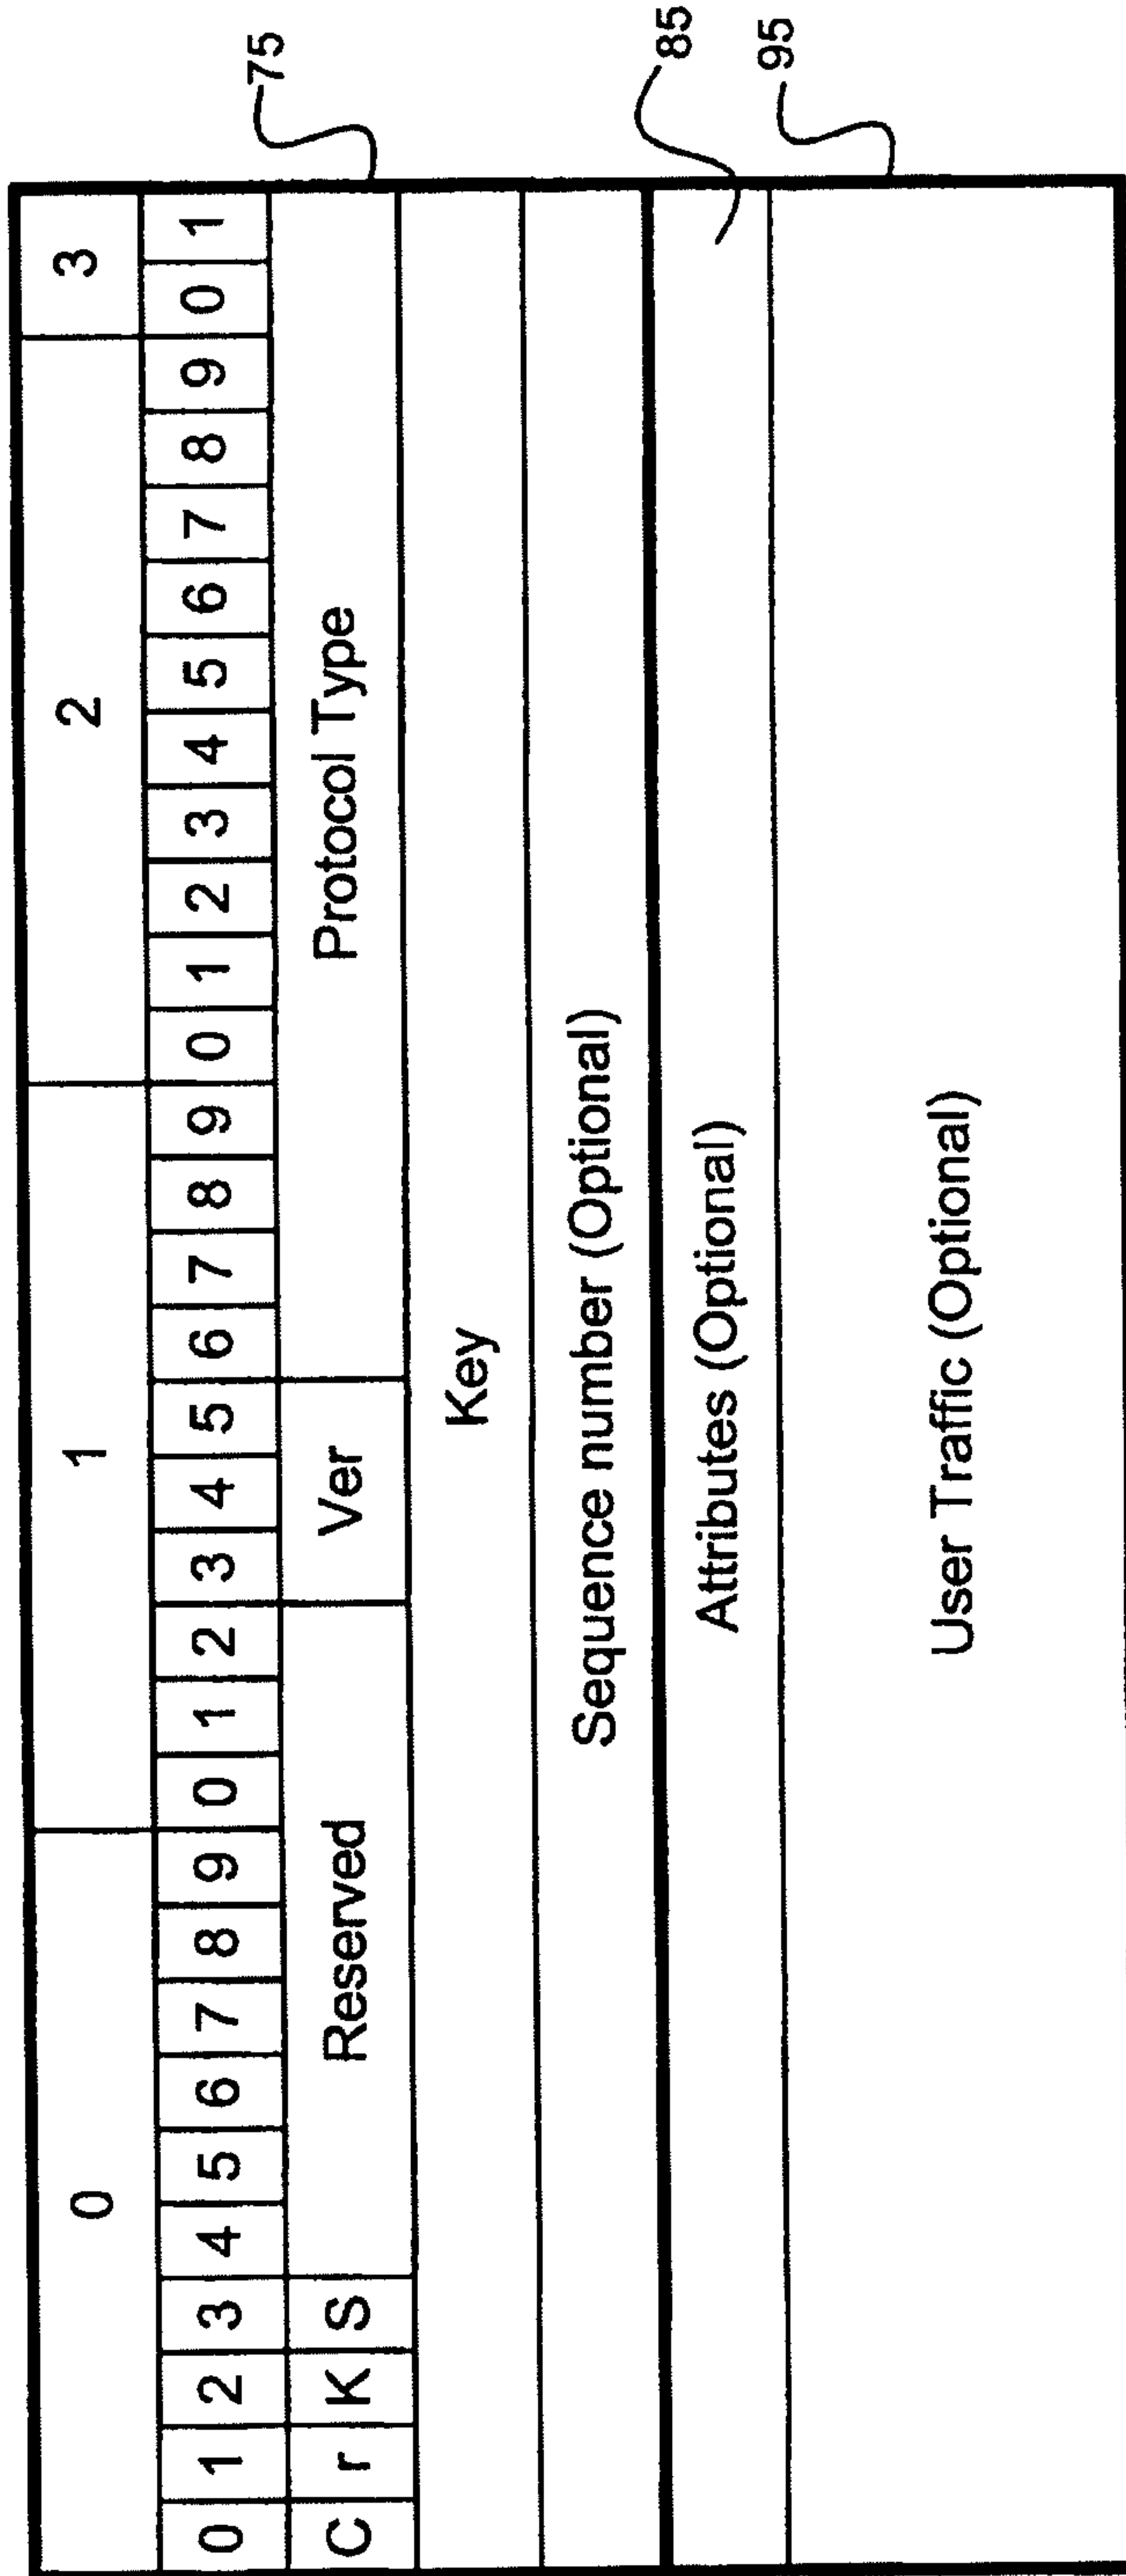 0 1 2 3
0 1 2 3 4 5 6 7 8 9 0 1 2 3 4 5 6 7 8 9 0 1 2 3 4 5 6 7 8 9 0 1
C r K S Reserved Ver Protocol Type
75
Key
Sequence number (Optional)
Attributes (Optional)
85
User Traffic (Optional)
95